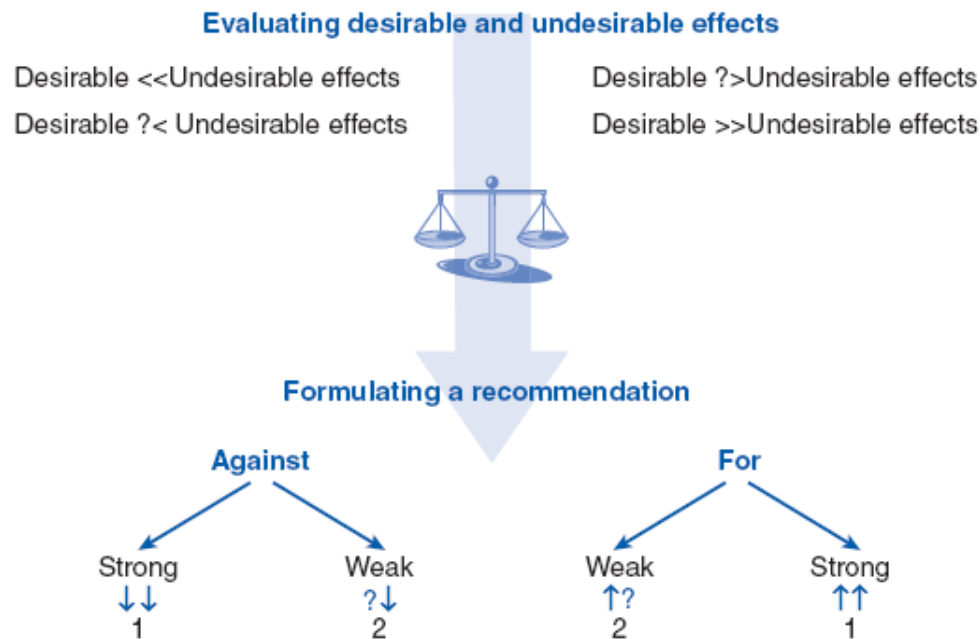 Evaluating desirable and undesirable effects
Desirable <<Undesirable effects
Desirable ?>Undesirable effects
Desirable ?< Undesirable effects
Desirable >>Undesirable effects
Formulating a recommendation
Against
For
Strong
Weak
Weak
Strong
↓↓
?↓
↑?
↑↑
1
2
2
1